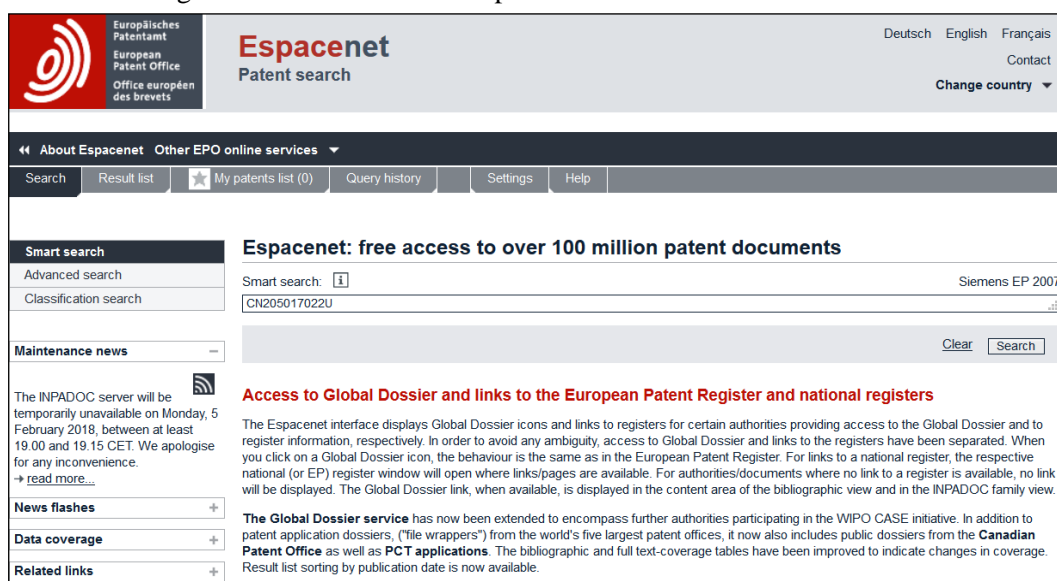 Europäisches
Patentamt
European
Patent Office
Office européen
des brevets
Espacenet
Patent search
Deutsch English Français
Contact
Change country
About Espacenet Other EPO online services
Search Result list My patents list (0) Query history Settings Help
Smart search
Advanced search
Classification search
Espacenet: free access to over 100 million patent documents
Smart search: i Siemens EP 2007
CN205017022U
Clear Search
Maintenance news −
The INPADOC server will be
temporarily unavailable on Monday, 5
February 2018, between at least
19.00 and 19.15 CET. We apologise
for any inconvenience.
→ read more...
News flashes +
Data coverage +
Related links +
Access to Global Dossier and links to the European Patent Register and national registers
The Espacenet interface displays Global Dossier icons and links to registers for certain authorities providing access to the Global Dossier and to
register information, respectively. In order to avoid any ambiguity, access to Global Dossier and links to the registers have been separated. When
you click on a Global Dossier icon, the behaviour is the same as in the European Patent Register. For links to a national register, the respective
national (or EP) register window will open where links/pages are available. For authorities/documents where no link to a register is available, no link
will be displayed. The Global Dossier link, when available, is displayed in the content area of the bibliographic view and in the INPADOC family view.
The Global Dossier service has now been extended to encompass further authorities participating in the WIPO CASE initiative. In addition to
patent application dossiers, ("file wrappers") from the world's five largest patent offices, it now also includes public dossiers from the Canadian
Patent Office as well as PCT applications. The bibliographic and full text-coverage tables have been improved to indicate changes in coverage.
Result list sorting by publication date is now available.